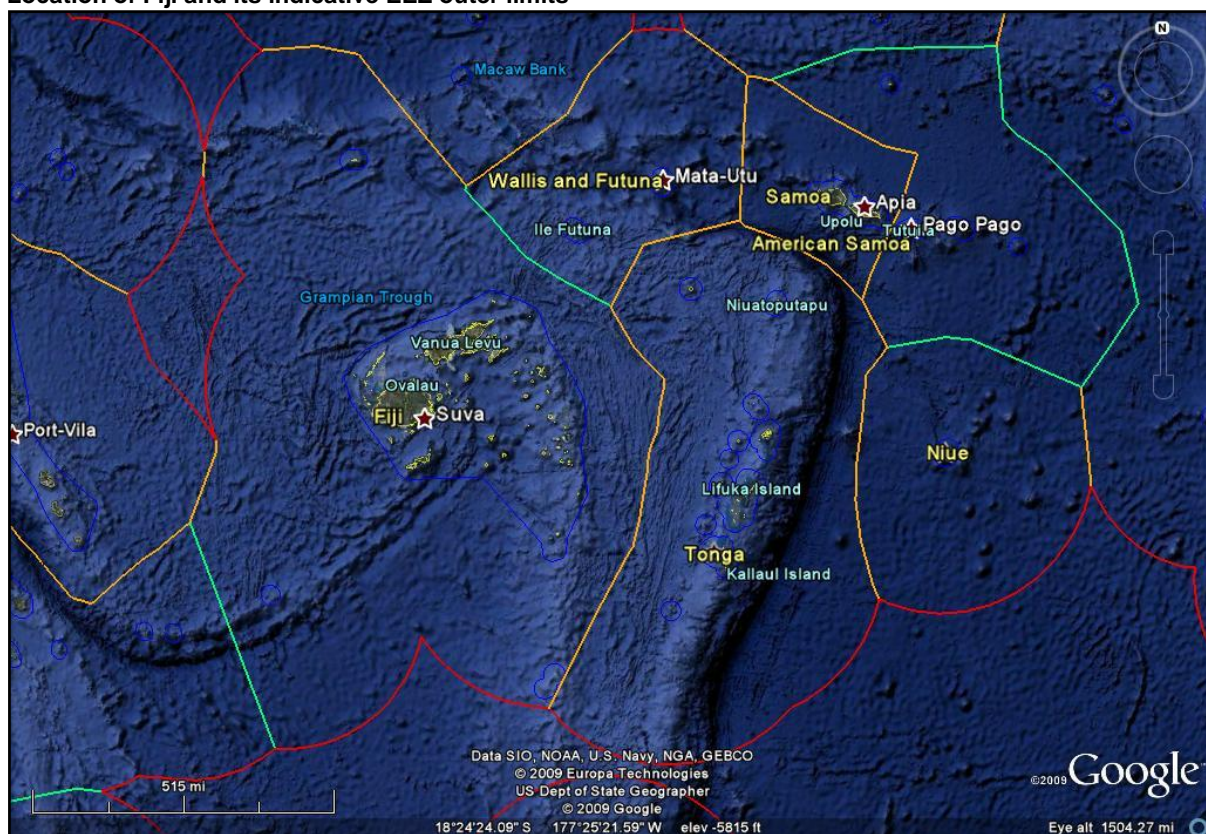 Location of Fiji and its indicative EEZ outer limits
N
Macaw Bank
Wallis and Futuna
Mata-Utu
Samoa
Apia
Ile Futuna
Upolu
Tutuila
Pago Pago
American Samoa
Grampian Trough
Niuatoputapu
Vanua Levu
Ovalau
Fiji
Suva
Port-Vila
Niue
Lifuka Island
Tonga
Kallaul Island
Data SIO, NOAA, U.S. Navy, NGA, GEBCO
© 2009 Europa Technologies
US Dept of State Geographer
© 2009 Google
©2009 Google
515 mi
18°24'24.09" S 177°25'21.59" W elev -5815 ft
Eye alt 1504.27 mi